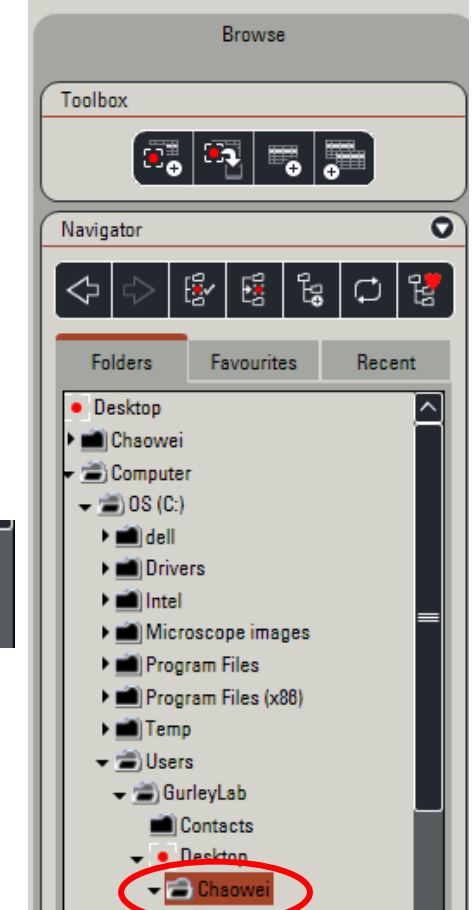 Browse
Toolbox
Navigator
Folders Favourites Recent
Desktop
Chaowei
Computer
OS (C:)
dell
Drivers
Intel
Microscope images
Program Files
Program Files (x86)
Temp
Users
GurleyLab
Contacts
Desktop
Chaowei